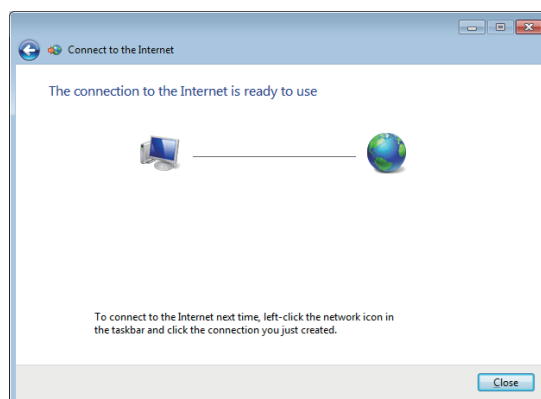 Connect to the Internet
The connection to the Internet is ready to use
To connect to the Internet next time, left-click the network icon in
the taskbar and click the connection you just created.
Close